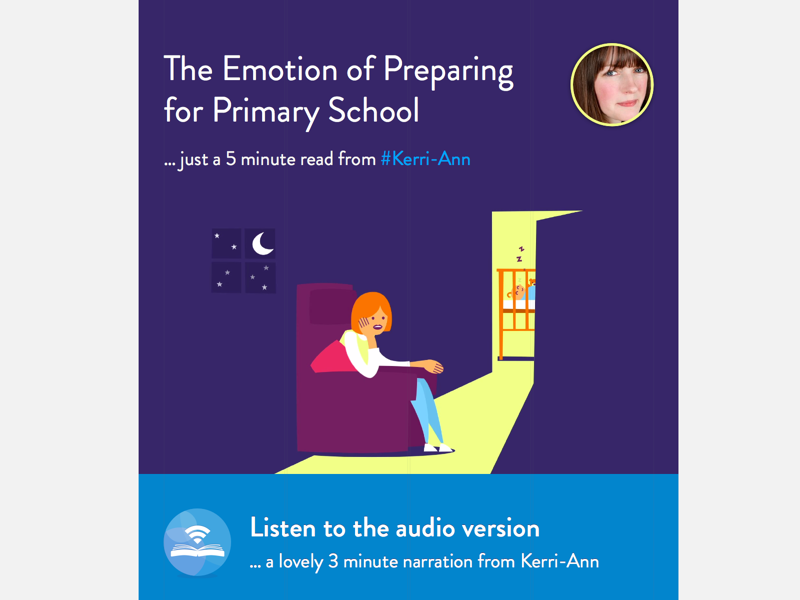 The Emotion of Preparing
for Primary School
... just a 5 minute read from #Kerri-Ann
z
z
Listen to the audio version
... a lovely 3 minute narration from Kerri-Ann